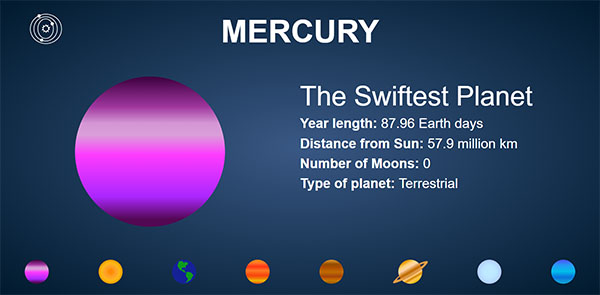 MERCURY
The Swiftest Planet
Year length: 87.96 Earth days
Distance from Sun: 57.9 million km
Number of Moons: 0
Type of planet: Terrestrial